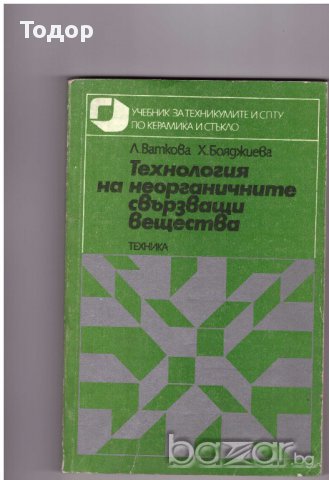 Тодор
УЧЕБНИК ЗА ТЕХНИКУМИТЕ И СПТУ
ПО КЕРАМИКА И СТЪКЛО
Л. Ваткова Х. Бояджиева
Технология
на неорганичните
свързващи
вещества
ТЕХНИКА
bazar.bg